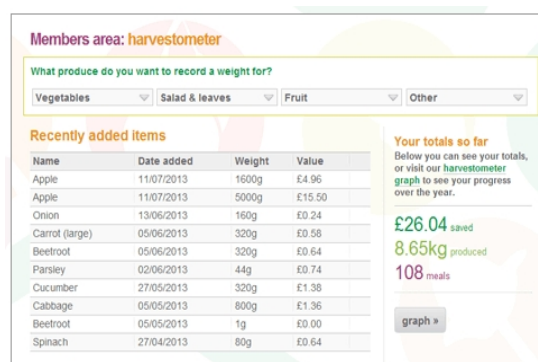 Members area: harvestometer
What produce do you want to record a weight for?
Vegetables Salad & leaves Fruit Other
Recently added items
Name Date added Weight Value
Apple 11/07/2013 1600g £4.96
Apple 11/07/2013 5000g £15.50
Onion 13/06/2013 160g £0.24
Carrot (large) 05/06/2013 320g £0.58
Beetroot 05/06/2013 320g £0.64
Parsley 02/06/2013 44g £0.74
Cucumber 27/05/2013 320g £1.38
Cabbage 05/05/2013 800g £1.36
Beetroot 05/05/2013 1g £0.00
Spinach 27/04/2013 80g £0.64
Your totals so far
Below you can see your totals,
or visit our harvestometer
graph to see your progress
over the year.
£26.04 saved
8.65kg produced
108 meals
graph »